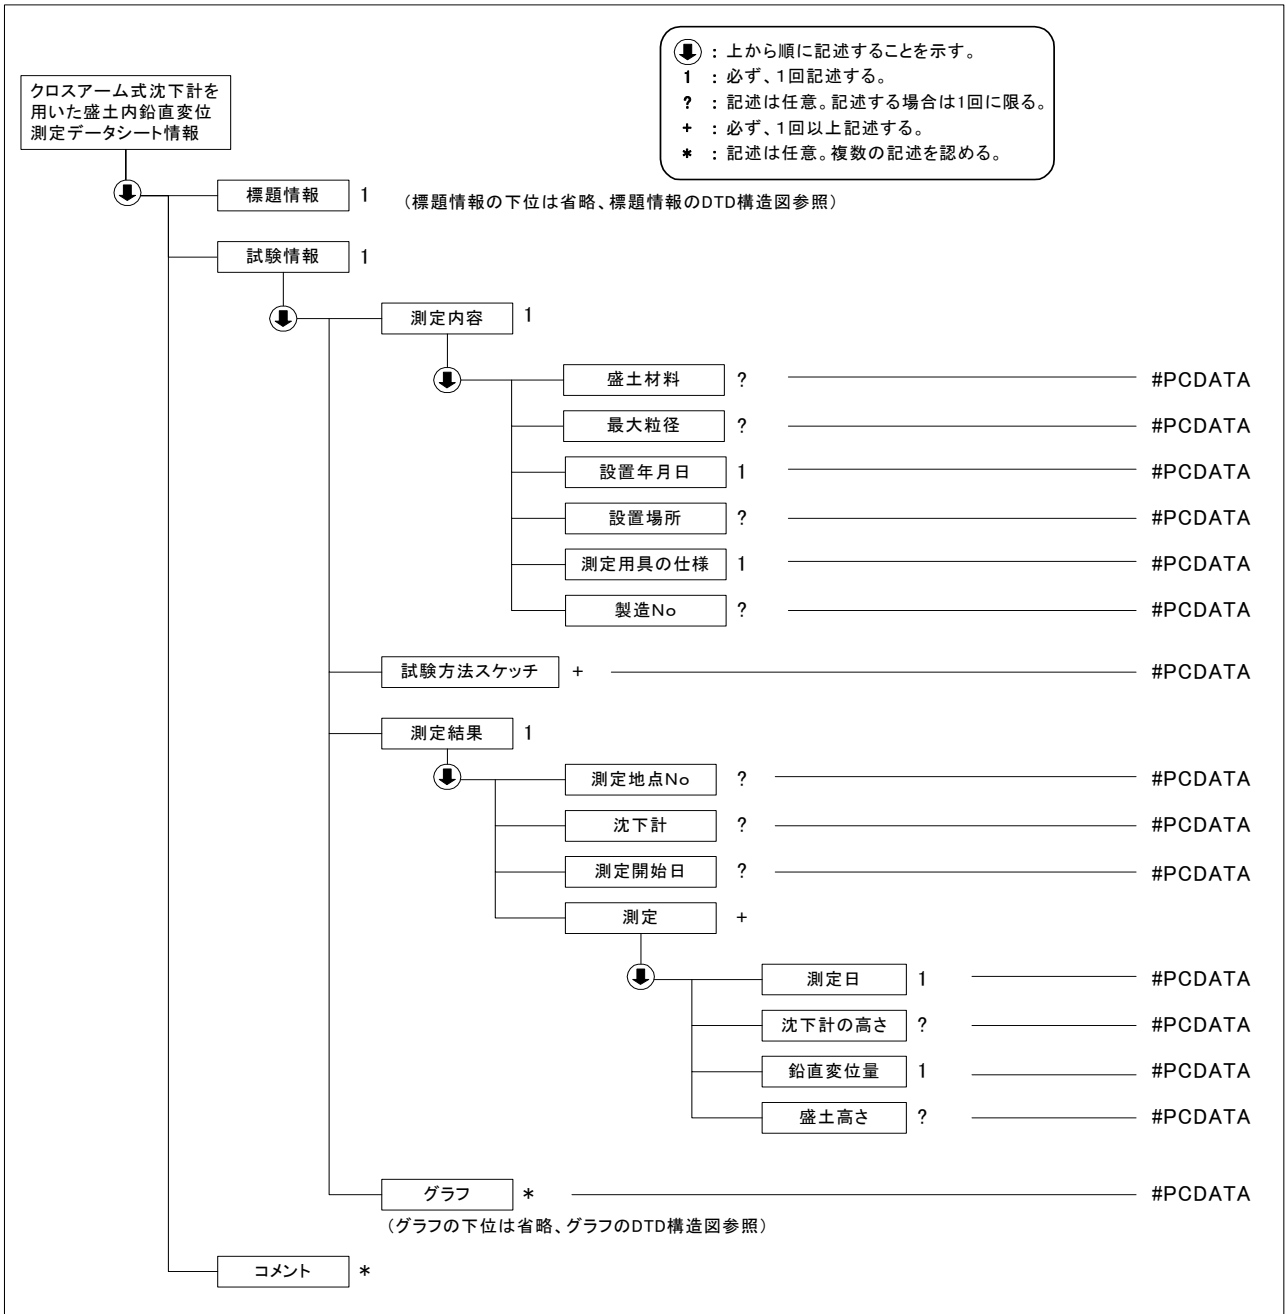 : 上から順に記述することを示す。
1 : 必ず、1回記述する。
? : 記述は任意。記述する場合は1回に限る。
+ : 必ず、1回以上記述する。
* : 記述は任意。複数の記述を認める。
クロスアーム式沈下計を
用いた盛土内鉛直変位
測定データシート情報
標題情報 1 (標題情報の下位は省略、標題情報のDTD構造図参照)
試験情報 1
測定内容 1
盛土材料 ? #PCDATA
最大粒径 ? #PCDATA
設置年月日 1 #PCDATA
設置場所 ? #PCDATA
測定用具の仕様 1 #PCDATA
製造No ? #PCDATA
試験方法スケッチ + #PCDATA
測定結果 1
測定地点No ? #PCDATA
沈下計 ? #PCDATA
測定開始日 ? #PCDATA
測定 +
測定日 1 #PCDATA
沈下計の高さ ? #PCDATA
鉛直変位量 1 #PCDATA
盛土高さ ? #PCDATA
グラフ * #PCDATA
(グラフの下位は省略、グラフのDTD構造図参照)
コメント *